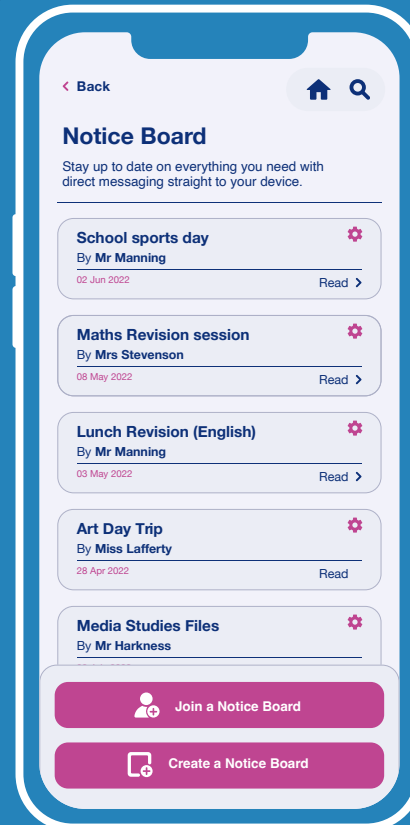 Back
Notice Board
Stay up to date on everything you need with
direct messaging straight to your device.
School sports day
By Mr Manning
02 Jun 2022
Read
Maths Revision session
By Mrs Stevenson
08 May 2022
Read
Lunch Revision (English)
By Mr Manning
03 May 2022
Read
Art Day Trip
By Miss Lafferty
28 Apr 2022
Read
Media Studies Files
By Mr Harkness
Join a Notice Board
Create a Notice Board